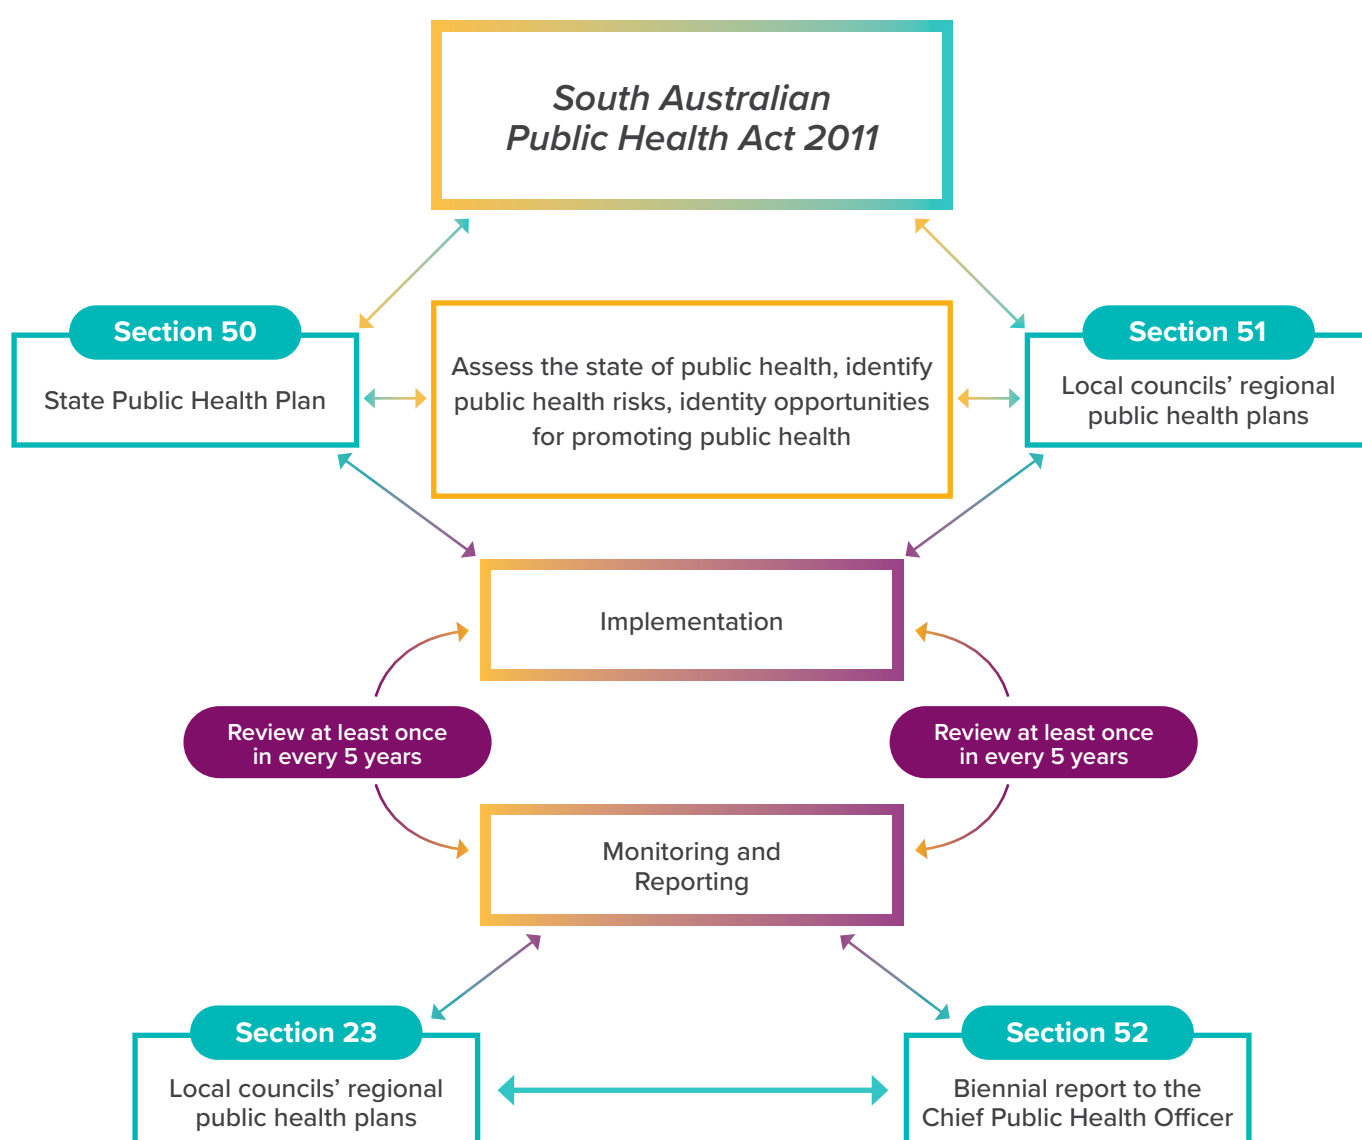 South Australian
Public Health Act 2011
Section 50
State Public Health Plan
Assess the state of public health, identify
public health risks, identity opportunities
for promoting public health
Section 51
Local councils’ regional
public health plans
Implementation
Review at least once
in every 5 years
Review at least once
in every 5 years
Monitoring and
Reporting
Section 23
Local councils’ regional
public health plans
Section 52
Biennial report to the
Chief Public Health Officer